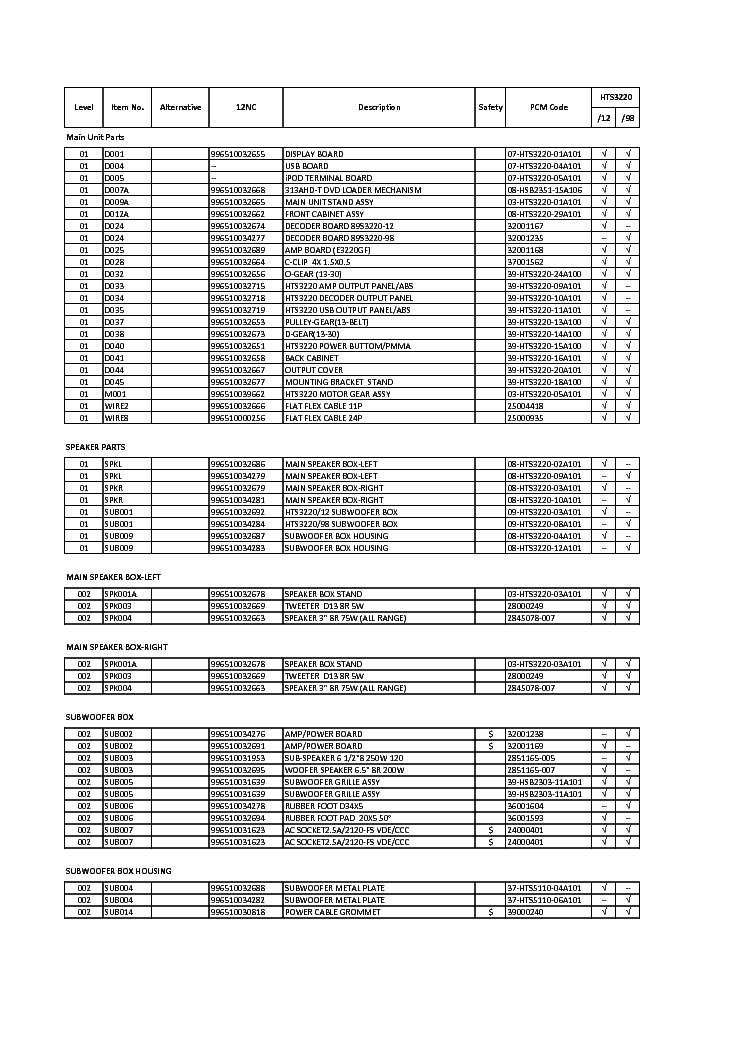 Level Item No. Alternative 12NC Description Safety PCM Code HTS3220
/12 /98
Main Unit Parts
01 D001 996510032655 DISPLAY BOARD 07-HTS3220-01A101 √ √
01 D004 -- USB BOARD 07-HTS3220-04A101 √ √
01 D005 -- iPOD TERMINAL BOARD 07-HTS3220-05A101 √ √
01 D007A 996510032668 313AHD-T DVD LOADER MECHANISM 08-HSB2351-15A106 √ √
01 D009A 996510032665 MAIN UNIT STAND ASSY 03-HTS3220-01A101 √ √
01 D012A 996510032662 FRONT CABINET ASSY 08-HTS3220-29A101 √ √
01 D024 996510032674 DECODER BOARD 8953220-12 32001167 √ --
01 D024 996510034277 DECODER BOARD 8953220-98 32001235 -- √
01 D025 996510032689 AMP BOARD (E3220GF) 32001168 √ √
01 D028 996510032664 C-CLIP 4X 1.5X0.5 37001562 √ √
01 D032 996510032656 O-GEAR (13-30) 39-HTS3220-24A100 √ √
01 D033 996510032715 HTS3220 AMP OUTPUT PANEL/ABS 39-HTS3220-09A101 √ --
01 D034 996510032718 HTS3220 DECODER OUTPUT PANEL 39-HTS3220-10A101 √ --
01 D035 996510032719 HTS3220 USB OUTPUT PANEL/ABS 39-HTS3220-11A101 √ --
01 D037 996510032653 PULLEY-GEAR(13-BELT) 39-HTS3220-13A100 √ √
01 D038 996510032673 D-GEAR(13-30) 39-HTS3220-14A100 √ √
01 D040 996510032651 HTS3220 POWER BUTTOM/PMMA 39-HTS3220-15A100 √ √
01 D041 996510032658 BACK CABINET 39-HTS3220-16A101 √ √
01 D044 996510032667 OUTPUT COVER 39-HTS3220-20A101 √ √
01 D045 996510032677 MOUNTING BRACKET STAND 39-HTS3220-18A100 √ √
01 M001 996510039662 HTS3220 MOTOR GEAR ASSY 03-HTS3220-05A101 √ √
01 WIRE2 996510032666 FLAT FLEX CABLE 11P 25004418 √ √
01 WIRE8 996510000256 FLAT FLEX CABLE 24P 25000935 √ √
SPEAKER PARTS
01 SPKL 996510032686 MAIN SPEAKER BOX-LEFT 08-HTS3220-02A101 √ --
01 SPKL 996510034279 MAIN SPEAKER BOX-LEFT 08-HTS3220-09A101 -- √
01 SPKR 996510032679 MAIN SPEAKER BOX-RIGHT 08-HTS3220-03A101 √ --
01 SPKR 996510034281 MAIN SPEAKER BOX-RIGHT 08-HTS3220-10A101 -- √
01 SUB001 996510032692 HTS3220/12 SUBWOOFER BOX 09-HTS3220-03A101 √ --
01 SUB001 996510034284 HTS3220/98 SUBWOOFER BOX 09-HTS3220-08A101 -- √
01 SUB009 996510032687 SUBWOOFER BOX HOUSING 08-HTS3220-04A101 √ --
01 SUB009 996510034283 SUBWOOFER BOX HOUSING 08-HTS3220-12A101 -- √
MAIN SPEAKER BOX-LEFT
002 SPK001A 996510032678 SPEAKER BOX STAND 03-HTS3220-03A101 √ √
002 SPK003 996510032669 TWEETER D13 8R 5W 28000249 √ √
002 SPK004 996510032663 SPEAKER 3" 8R 75W (ALL RANGE) 2845078-007 √ √
MAIN SPEAKER BOX-RIGHT
002 SPK001A 996510032678 SPEAKER BOX STAND 03-HTS3220-03A101 √ √
002 SPK003 996510032669 TWEETER D13 8R 5W 28000249 √ √
002 SPK004 996510032663 SPEAKER 3" 8R 75W (ALL RANGE) 2845078-007 √ √
SUBWOOFER BOX
002 SUB002 996510034276 AMP/POWER BOARD $ 32001238 -- √
002 SUB002 996510032691 AMP/POWER BOARD $ 32001169 √ --
002 SUB003 996510031953 SUB-SPEAKER 6 1/2"8 250W 120 2851165-005 -- √
002 SUB003 996510032695 WOOFER SPEAKER 6.5" 8R 200W 2851165-007 √ --
002 SUB005 996510031639 SUBWOOFER GRILLE ASSY 39-HSB2303-11A101 √ √
002 SUB005 996510031639 SUBWOOFER GRILLE ASSY 39-HSB2303-11A101 √ √
002 SUB006 996510034278 RUBBER FOOT D34X5 36001604 -- √
002 SUB006 996510032694 RUBBER FOOT PAD 20X5 50° 36001593 √ --
002 SUB007 996510031623 AC SOCKET2.5A/2120-FS VDE/CCC $ 24000401 √ √
002 SUB007 996510031623 AC SOCKET2.5A/2120-FS VDE/CCC $ 24000401 √ √
SUBWOOFER BOX HOUSING
002 SUB004 996510032688 SUBWOOFER METAL PLATE 37-HTS5110-04A101 √ --
002 SUB004 996510034282 SUBWOOFER METAL PLATE 37-HTS5110-06A101 -- √
002 SUB014 996510030818 POWER CABLE GROMMET $ 39000240 √ √